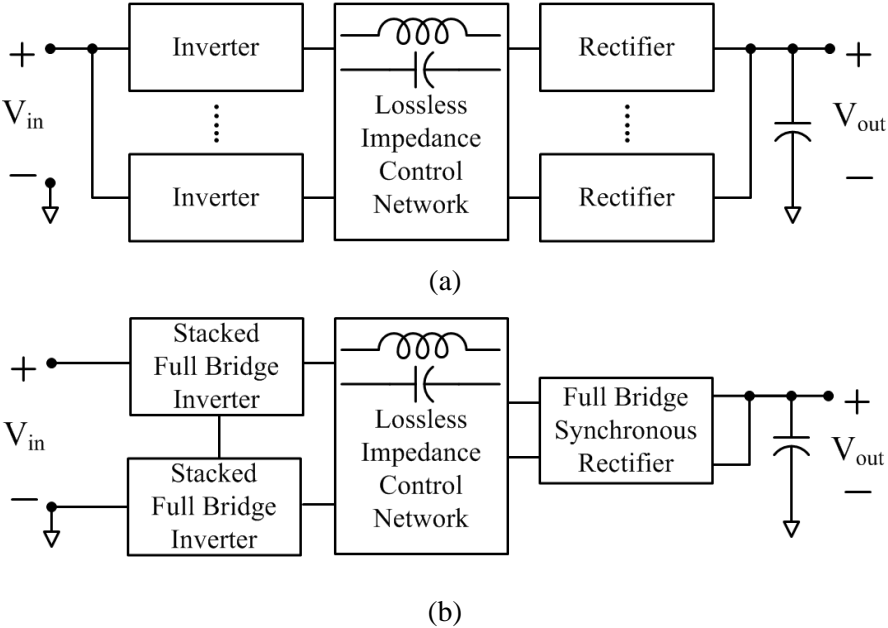 Inverter
Rectifier
+
+
V_in
Lossless
Impedance
Control
Network
V_out
−
−
Inverter
Rectifier
(a)
Stacked
Full Bridge
Inverter
+
Full Bridge
Synchronous
Rectifier
+
V_in
Lossless
Impedance
Control
Network
V_out
−
−
Stacked
Full Bridge
Inverter
(b)